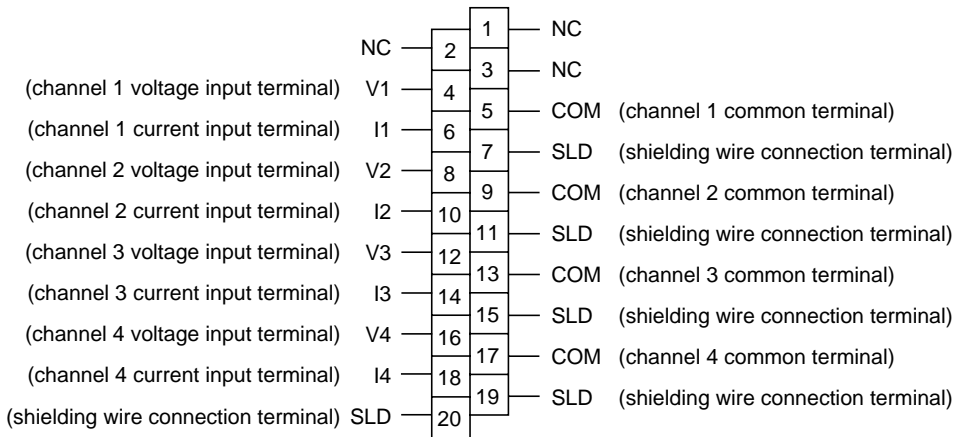 1 NC
NC 2
3 NC
(channel 1 voltage input terminal) V1 4
5 COM (channel 1 common terminal)
(channel 1 current input terminal) I1 6
7 SLD (shielding wire connection terminal)
(channel 2 voltage input terminal) V2 8
9 COM (channel 2 common terminal)
(channel 2 current input terminal) I2 10
11 SLD (shielding wire connection terminal)
(channel 3 voltage input terminal) V3 12
13 COM (channel 3 common terminal)
(channel 3 current input terminal) I3 14
15 SLD (shielding wire connection terminal)
(channel 4 voltage input terminal) V4 16
17 COM (channel 4 common terminal)
(channel 4 current input terminal) I4 18
19 SLD (shielding wire connection terminal)
(shielding wire connection terminal) SLD 20